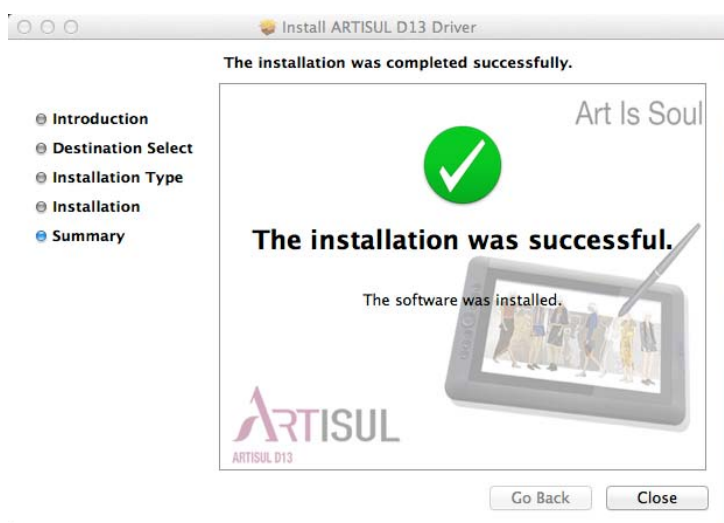 Install ARTISUL D13 Driver
The installation was completed successfully.
Introduction
Destination Select
Installation Type
Installation
Summary
Art Is Soul
The installation was successful.
The software was installed.
ARTISUL
ARTISUL D13
Go Back
Close